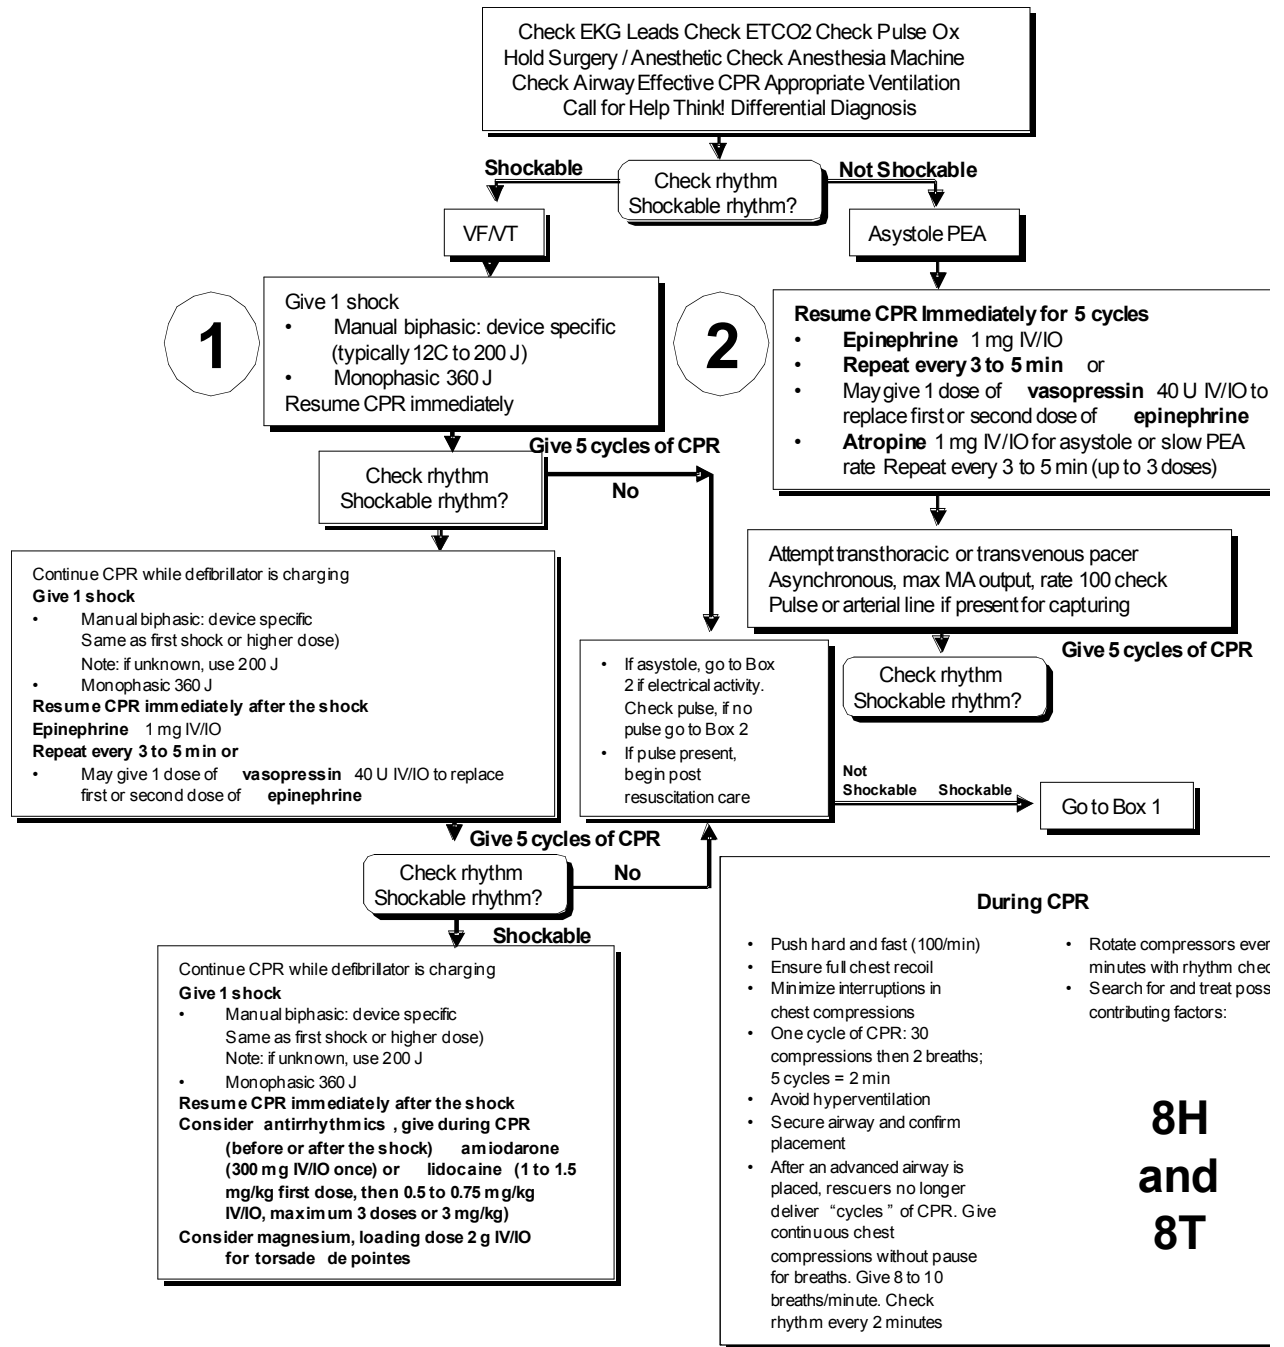 Check EKG Leads Check ETCO2 Check Pulse Ox
Hold Surgery / Anesthetic Check Anesthesia Machine
Check Airway Effective CPR Appropriate Ventilation
Call for Help Think! Differential Diagnosis
Shockable
Check rhythm
Shockable rhythm?
Not Shockable
VF/VT
Asystole PEA
1
Give 1 shock
• Manual biphasic: device specific
(typically 12C to 200 J)
• Monophasic 360 J
Resume CPR immediately
2
Resume CPR Immediately for 5 cycles
• Epinephrine 1 mg IV/IO
• Repeat every 3 to 5 min or
• May give 1 dose of vasopressin 40 U IV/IO to
replace first or second dose of epinephrine
• Atropine 1 mg IV/IO for asystole or slow PEA
rate Repeat every 3 to 5 min (up to 3 doses)
Give 5 cycles of CPR
Check rhythm
Shockable rhythm?
No
Attempt transthoracic or transvenous pacer
Asynchronous, max MA output, rate 100 check
Pulse or arterial line if present for capturing
Give 5 cycles of CPR
Check rhythm
Shockable rhythm?
Continue CPR while defibrillator is charging
Give 1 shock
• Manual biphasic: device specific
Same as first shock or higher dose)
Note: if unknown, use 200 J
• Monophasic 360 J
Resume CPR immediately after the shock
Epinephrine 1 mg IV/IO
Repeat every 3 to 5 min or
• May give 1 dose of vasopressin 40 U IV/IO to replace
first or second dose of epinephrine
• If asystole, go to Box
2 if electrical activity.
Check pulse, if no
pulse go to Box 2
• If pulse present,
begin post
resuscitation care
Not
Shockable Shockable
Go to Box 1
Give 5 cycles of CPR
Check rhythm
Shockable rhythm?
No
Shockable
Continue CPR while defibrillator is charging
Give 1 shock
• Manual biphasic: device specific
Same as first shock or higher dose)
Note: if unknown, use 200 J
• Monophasic 360 J
Resume CPR immediately after the shock
Consider antirrhythmics , give during CPR
(before or after the shock) amiodarone
(300 mg IV/IO once) or lidocaine (1 to 1.5
mg/kg first dose, then 0.5 to 0.75 mg/kg
IV/IO, maximum 3 doses or 3 mg/kg)
Consider magnesium, loading dose 2 g IV/IO
for torsade de pointes
During CPR
• Push hard and fast (100/min)
• Ensure full chest recoil
• Minimize interruptions in
chest compressions
• One cycle of CPR: 30
compressions then 2 breaths;
5 cycles = 2 min
• Avoid hyperventilation
• Secure airway and confirm
placement
• After an advanced airway is
placed, rescuers no longer
deliver “cycles” of CPR. Give
continuous chest
compressions without pause
for breaths. Give 8 to 10
breaths/minute. Check
rhythm every 2 minutes
• Rotate compressors
minutes with rhythm
• Search for and treat
contributing factors:
8H
and
8T